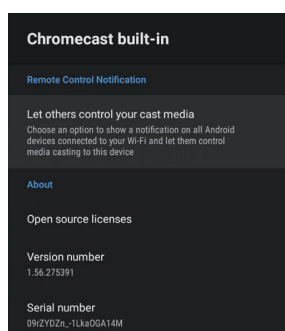 Chromecast built-in
Remote Control Notification
Let others control your cast media
Choose an option to show a notification on all Android
devices connected to your Wi-Fi and let them control
media casting to this device
About
Open source licenses
Version number
1.56.275391
Serial number
09rZYDZn_-1LkaOGA14M